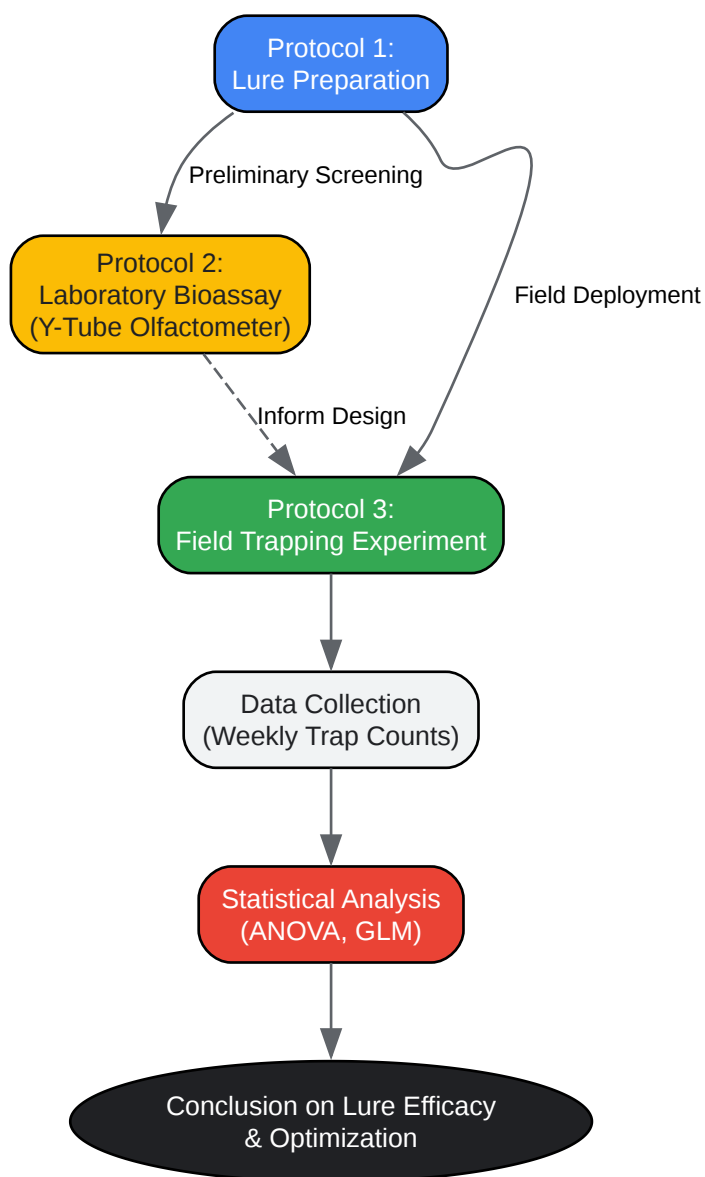 Protocol 1:
Lure Preparation
Preliminary Screening
Protocol 2:
Laboratory Bioassay
(Y-Tube Olfactometer)
Field Deployment
Inform Design
Protocol 3:
Field Trapping Experiment
Data Collection
(Weekly Trap Counts)
Statistical Analysis
(ANOVA, GLM)
Conclusion on Lure Efficacy
& Optimization